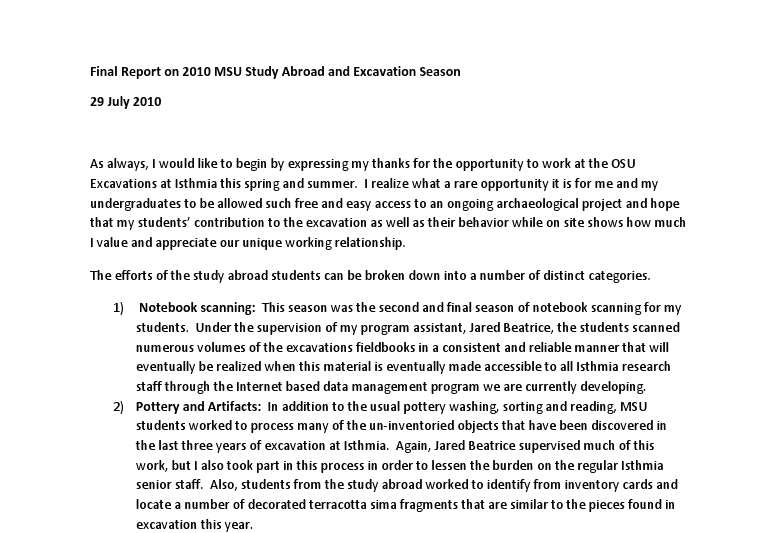 Final Report on 2010 MSU Study Abroad and Excavation Season
29 July 2010
As always, I would like to begin by expressing my thanks for the opportunity to work at the OSU
Excavations at Isthmia this spring and summer.  I realize what a rare opportunity it is for me and my
undergraduates to be allowed such free and easy access to an ongoing archaeological project and hope
that my students’ contribution to the excavation as well as their behavior while on site shows how much
I value and appreciate our unique working relationship.
The efforts of the study abroad students can be broken down into a number of distinct categories.
1)  Notebook scanning:  This season was the second and final season of notebook scanning for my
students.  Under the supervision of my program assistant, Jared Beatrice, the students scanned
numerous volumes of the excavations fieldbooks in a consistent and reliable manner that will
eventually be realized when this material is eventually made accessible to all Isthmia research
staff through the Internet based data management program we are currently developing.
2) Pottery and Artifacts:  In addition to the usual pottery washing, sorting and reading, MSU
students worked to process many of the un-inventoried objects that have been discovered in
the last three years of excavation at Isthmia.  Again, Jared Beatrice supervised much of this
work, but I also took part in this process in order to lessen the burden on the regular Isthmia
senior staff.  Also, students from the study abroad worked to identify from inventory cards and
locate a number of decorated terracotta sima fragments that are similar to the pieces found in
excavation this year.